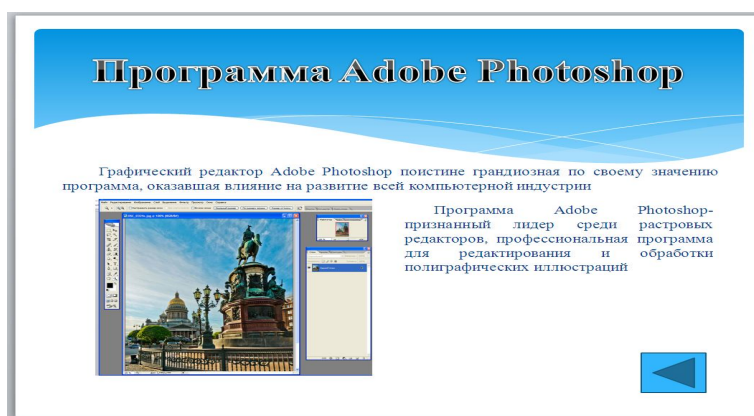 Программа Adobe Photoshop
Графический редактор Adobe Photoshop поистине грандиозная по своему значению
программа, оказавшая влияние на развитие всей компьютерной индустрии
Программа Adobe Photoshop-
признанный лидер среди растровых
редакторов, профессиональная программа
для редактирования и обработки
полиграфических иллюстраций